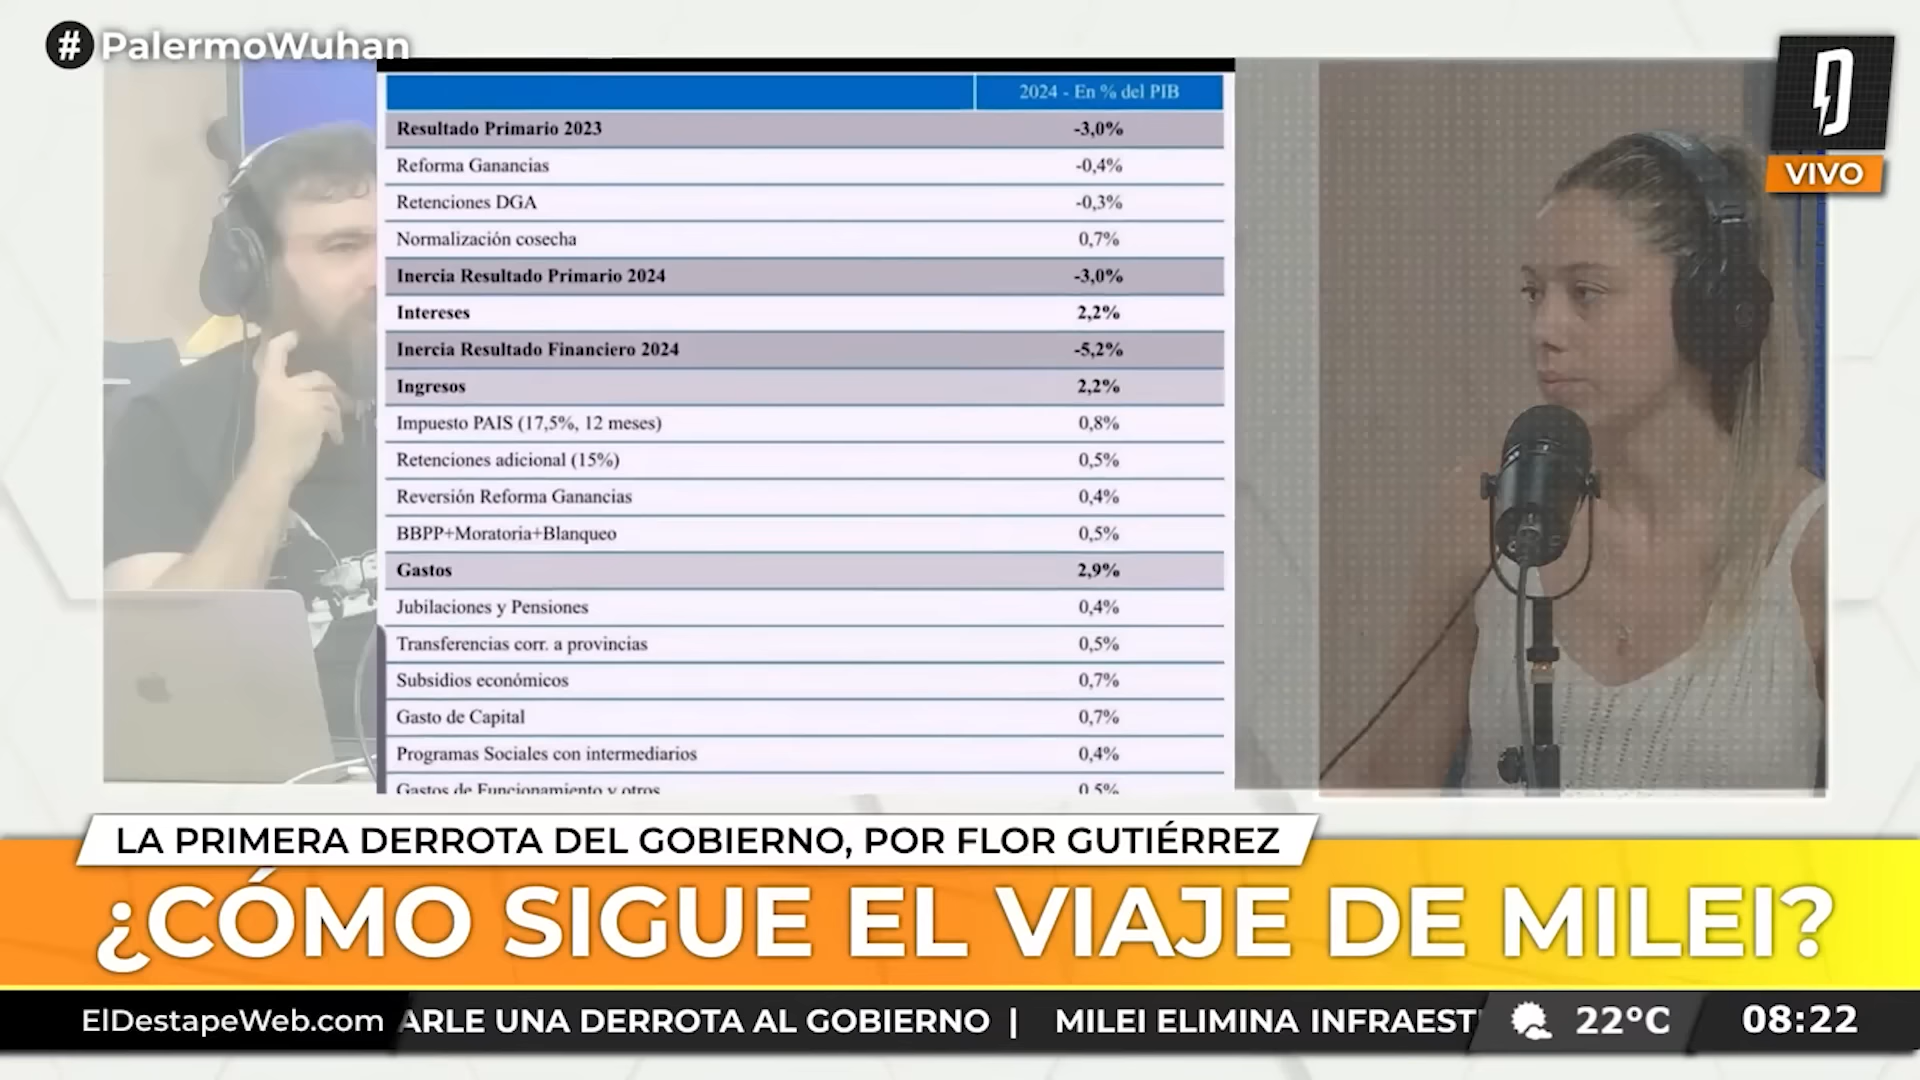 # PalermoWuhan
VIVO
2024 - En % del PIB
Resultado Primario 2023 -3,0%
Reforma Ganancias -0,4%
Retenciones DGA -0,3%
Normalización cosecha 0,7%
Inercia Resultado Primario 2024 -3,0%
Intereses 2,2%
Inercia Resultado Financiero 2024 -5,2%
Ingresos 2,2%
Impuesto PAIS (17,5%, 12 meses) 0,8%
Retenciones adicional (15%) 0,5%
Reversión Reforma Ganancias 0,4%
BBPP+Moratoria+Blanqueo 0,5%
Gastos 2,9%
Jubilaciones y Pensiones 0,4%
Transferencias corr. a provincias 0,5%
Subsidios económicos 0,7%
Gasto de Capital 0,7%
Programas Sociales con intermediarios 0,4%
Gastos de Funcionamiento y otros 0,5%
LA PRIMERA DERROTA DEL GOBIERNO, POR FLOR GUTIÉRREZ
¿CÓMO SIGUE EL VIAJE DE MILEI?
ElDestapeWeb.com ARLE UNA DERROTA AL GOBIERNO | MILEI ELIMINA INFRAEST 22°C 08:22